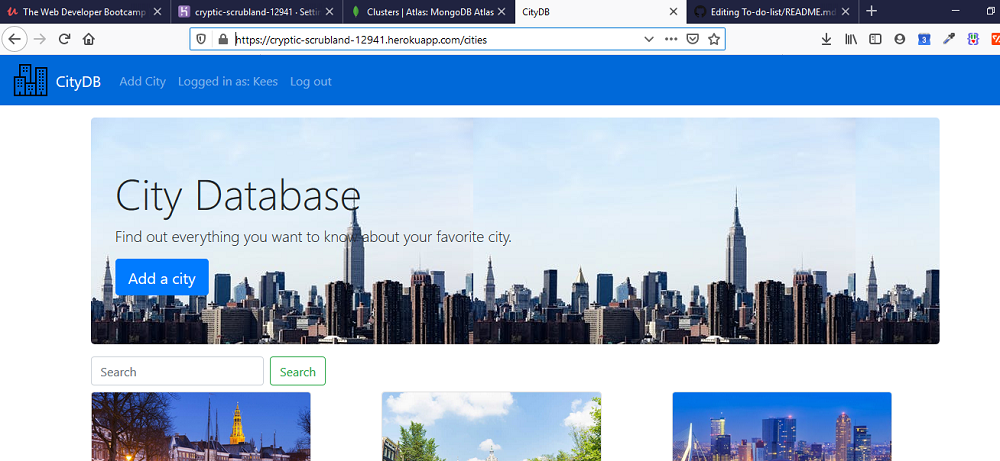 The Web Developer Bootcamp
cryptic-scrubland-12941 · Setti
Clusters | Atlas: MongoDB Atlas
CityDB
Editing To-do-list/README.md
https://cryptic-scrubland-12941.herokuapp.com/cities
3
CityDB
Add City
Logged in as: Kees
Log out
City Database
Find out everything you want to know about your favorite city.
Add a city
Search
Search